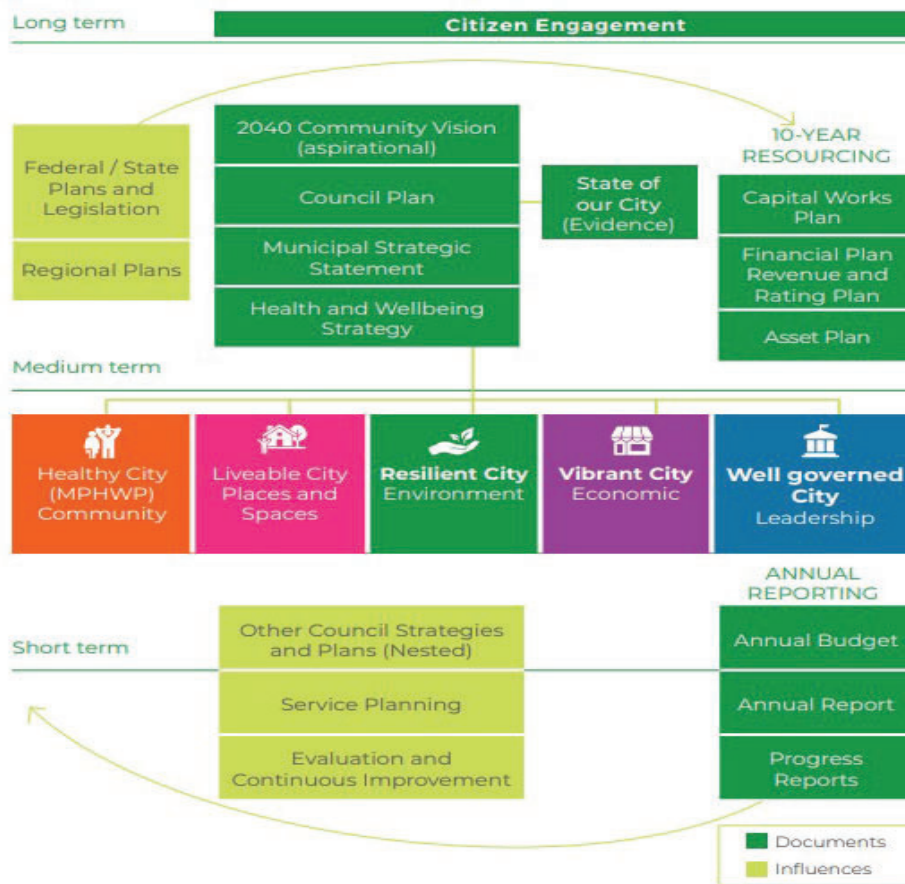 Long term
Citizen Engagement
Federal / State
Plans and
Legislation
Regional Plans
2040 Community Vision
(aspirational)
Council Plan
Municipal Strategic
Statement
Health and Wellbeing
Strategy
State of
our City
(Evidence)
10-YEAR
RESOURCING
Capital Works
Plan
Financial Plan
Revenue and
Rating Plan
Asset Plan
Medium term
Healthy City
(MPHWP)
Community
Liveable City
Places and
Spaces
Resilient City
Environment
Vibrant City
Economic
Well governed
City
Leadership
Short term
Other Council Strategies
and Plans (Nested)
Service Planning
Evaluation and
Continuous Improvement
ANNUAL
REPORTING
Annual Budget
Annual Report
Progress
Reports
Documents
Influences